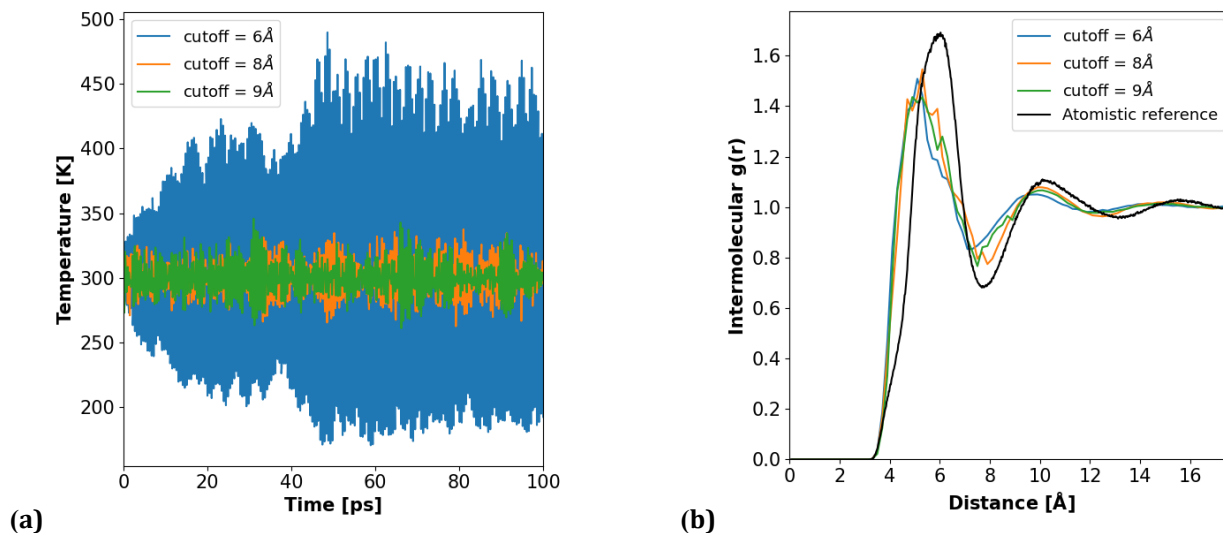 500
450
400
350
300
250
200
0
20
40
60
80
100
Temperature [K]
Time [ps]
cutoff = 6Å
cutoff = 8Å
cutoff = 9Å
(a)
1.6
1.4
1.2
1.0
0.8
0.6
0.4
0.2
0.0
0
2
4
6
8
10
12
14
16
Intermolecular g(r)
Distance [Å]
cutoff = 6Å
cutoff = 8Å
cutoff = 9Å
Atomistic reference
(b)